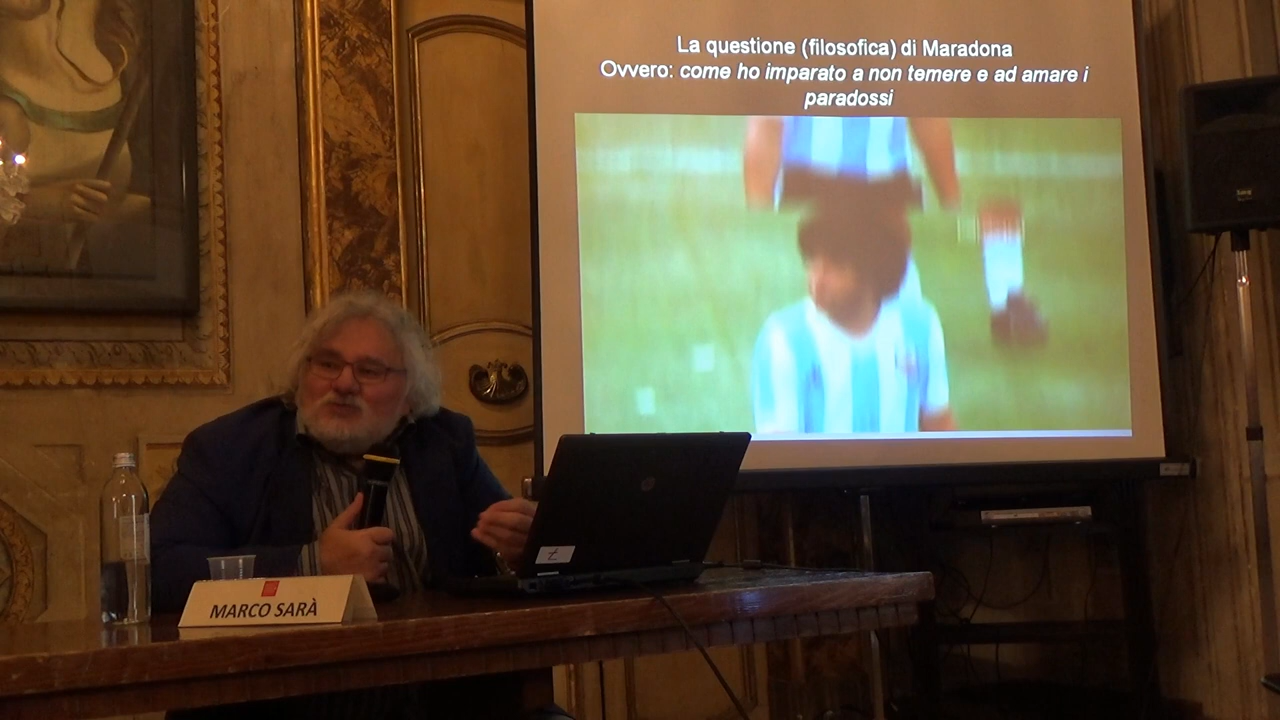 La questione (filosofica) di Maradona
Ovvero: come ho imparato a non temere e ad amare i
paradossi
MARCO SARÀ